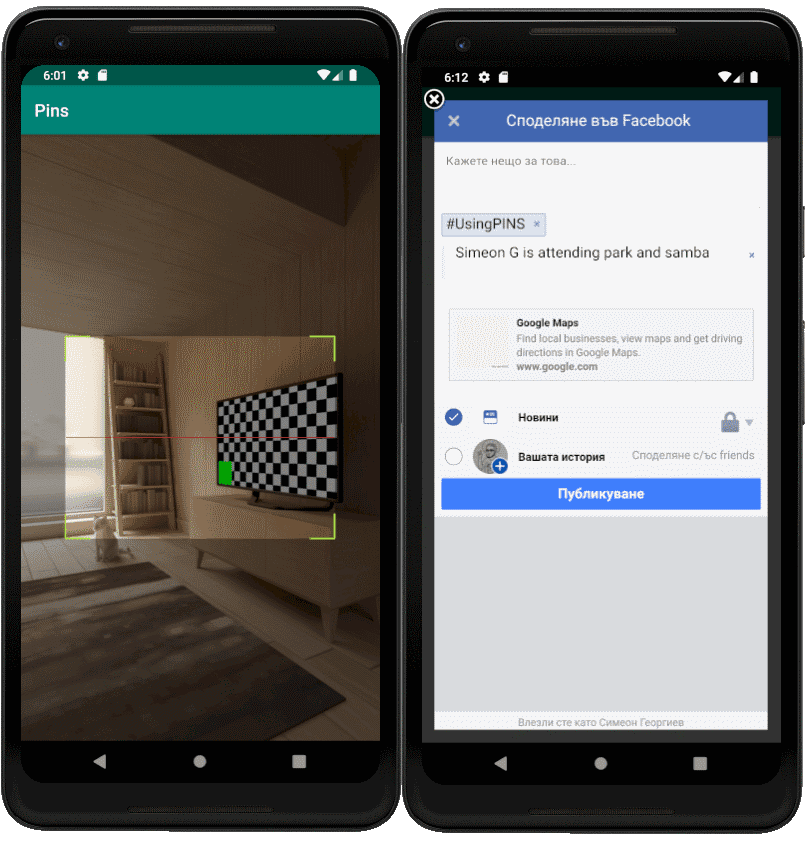 6:01
Pins
6:12
Споделяне във Facebook
Кажете нещо за това...
#UsingPINS ×
Simeon G is attending park and samba ×
Google Maps
Find local businesses, view maps and get driving
directions in Google Maps.
www.google.com
Новини
Вашата история Споделяне с/ъс friends
Публикуване
Влезли сте като Симеон Георгиев